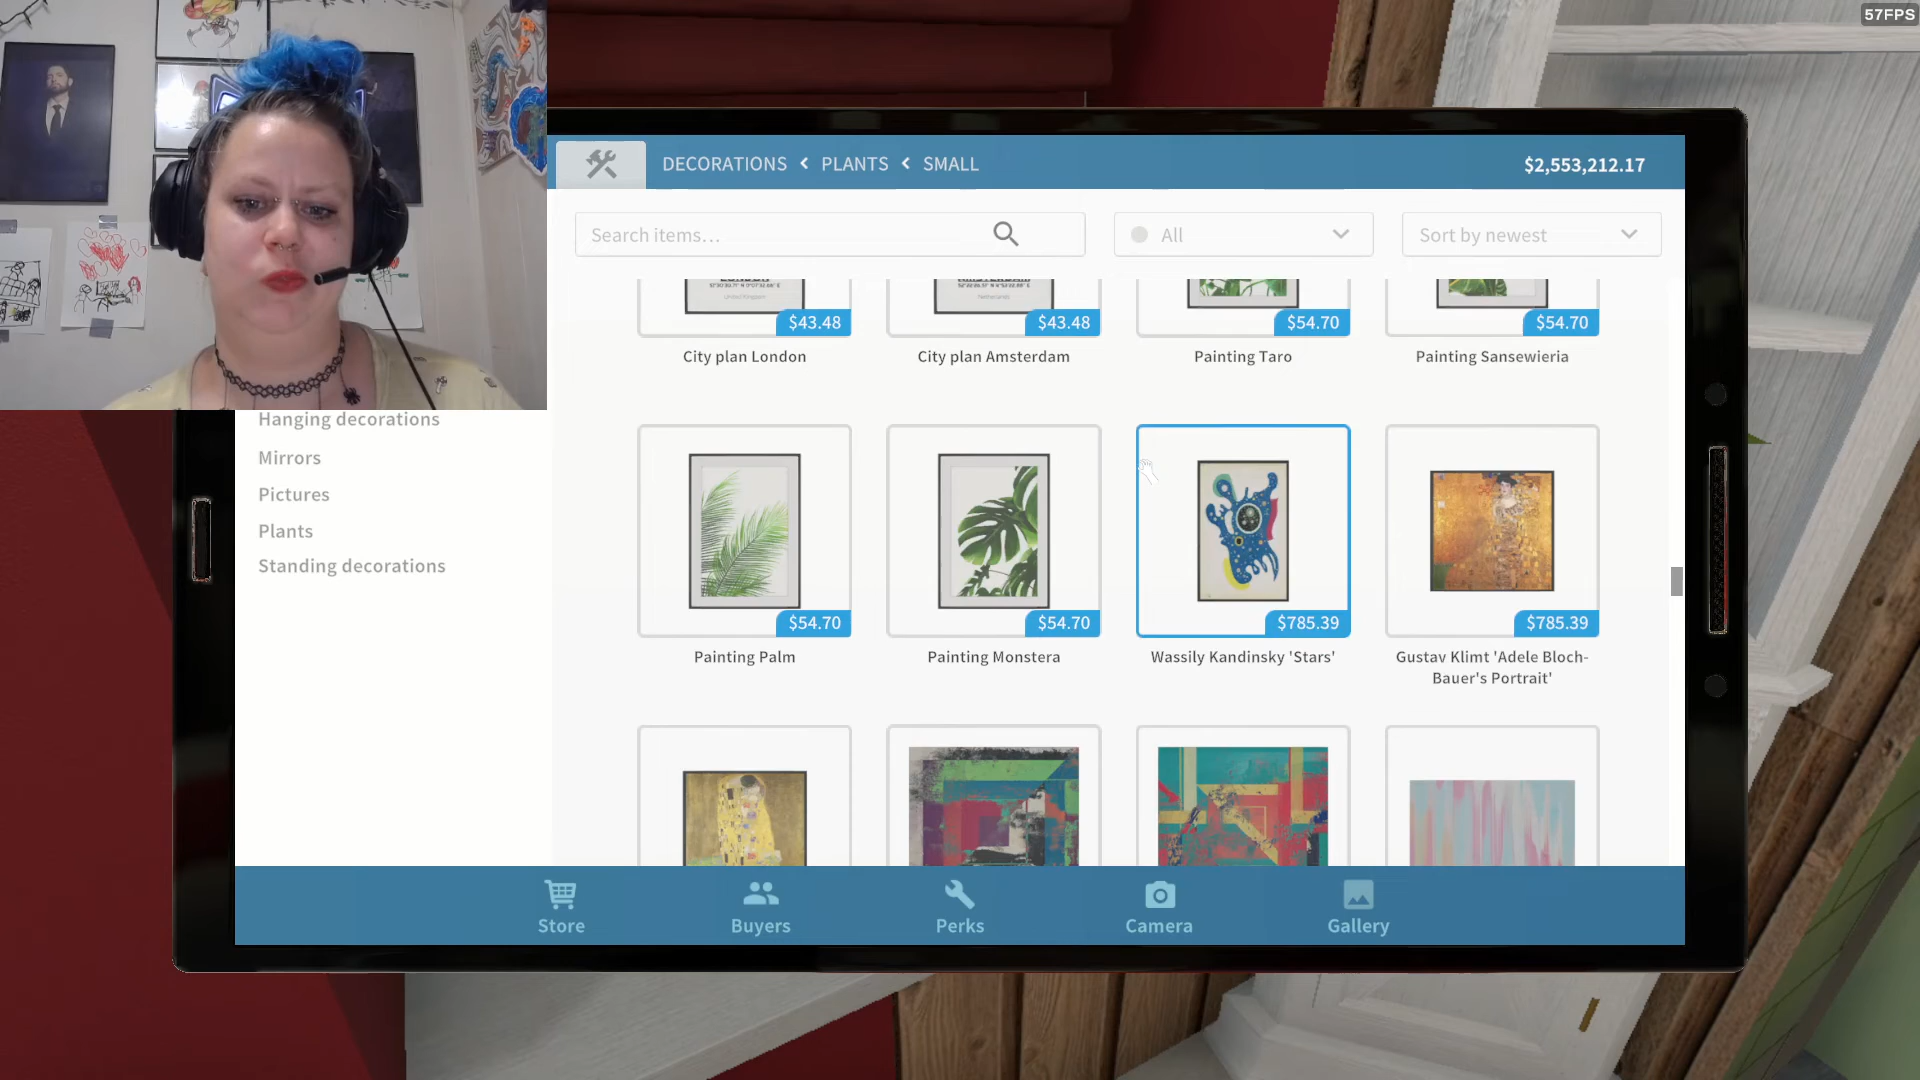 57FPS
DECORATIONS < PLANTS < SMALL
$2,553,212.17
Search items...
All
Sort by newest
$43.48
$43.48
$54.70
$54.70
City plan London
City plan Amsterdam
Painting Taro
Painting Sansewieria
Hanging decorations
Mirrors
Pictures
Plants
Standing decorations
$54.70
$54.70
$785.39
$785.39
Painting Palm
Painting Monstera
Wassily Kandinsky 'Stars'
Gustav Klimt 'Adele Bloch-
Bauer's Portrait'
Store
Buyers
Perks
Camera
Gallery